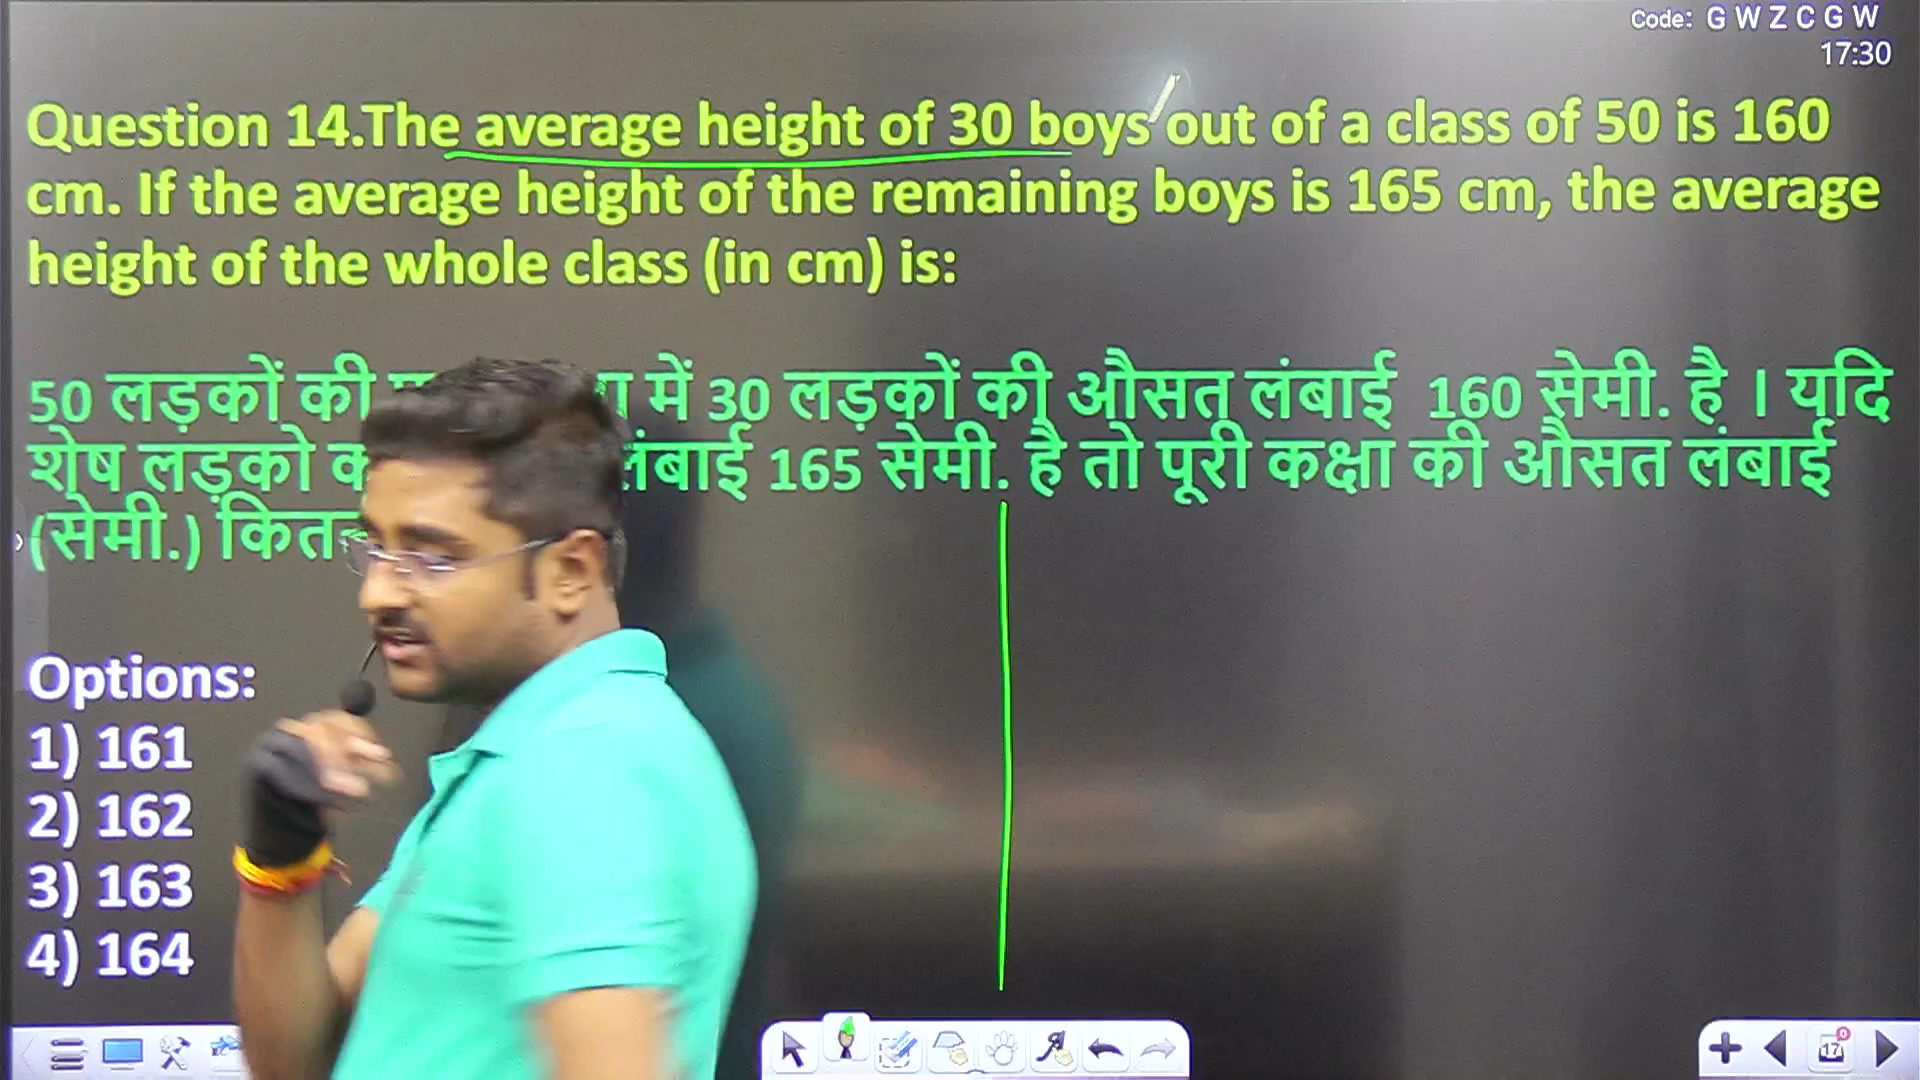 Code: G W Z C G W
17:30
Question 14.The average height of 30 boys out of a class of 50 is 160
cm. If the average height of the remaining boys is 165 cm, the average
height of the whole class (in cm) is:
50 लड़कों की में 30 लड़कों की औसत लंबाई 160 सेमी. है । यदि
शेष लड़को लंबाई 165 सेमी. है तो पूरी कक्षा की औसत लंबाई
(सेमी.)
Options:
1) 161
2) 162
3) 163
4) 164
17
0